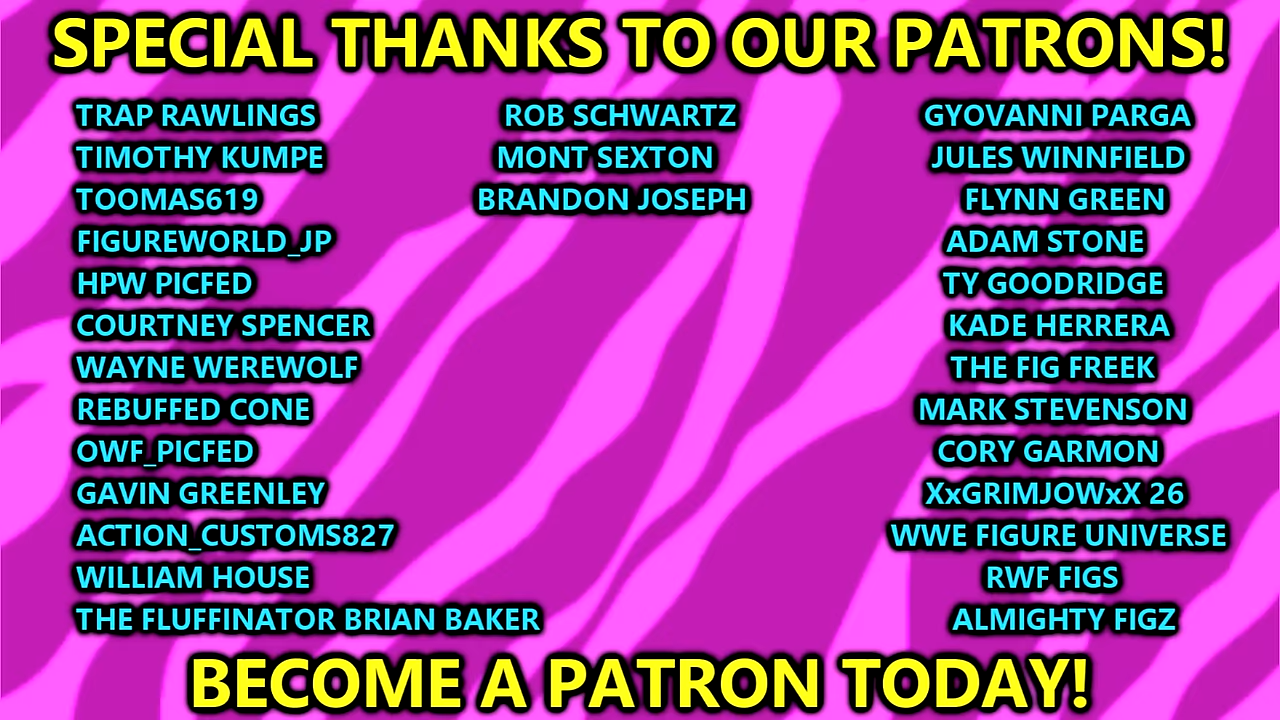 SPECIAL THANKS TO OUR PATRONS!
TRAP RAWLINGS
TIMOTHY KUMPE
TOOMAS619
FIGUREWORLD_JP
HPW PICFED
COURTNEY SPENCER
WAYNE WEREWOLF
REBUFFED CONE
OWF_PICFED
GAVIN GREENLEY
ACTION_CUSTOMS827
WILLIAM HOUSE
THE FLUFFINATOR BRIAN BAKER
ROB SCHWARTZ
MONT SEXTON
BRANDON JOSEPH
GYOVANNI PARGA
JULES WINNFIELD
FLYNN GREEN
ADAM STONE
TY GOODRIDGE
KADE HERRERA
THE FIG FREEK
MARK STEVENSON
CORY GARMON
XxGRIMJOWxX 26
WWE FIGURE UNIVERSE
RWF FIGS
ALMIGHTY FIGZ
BECOME A PATRON TODAY!